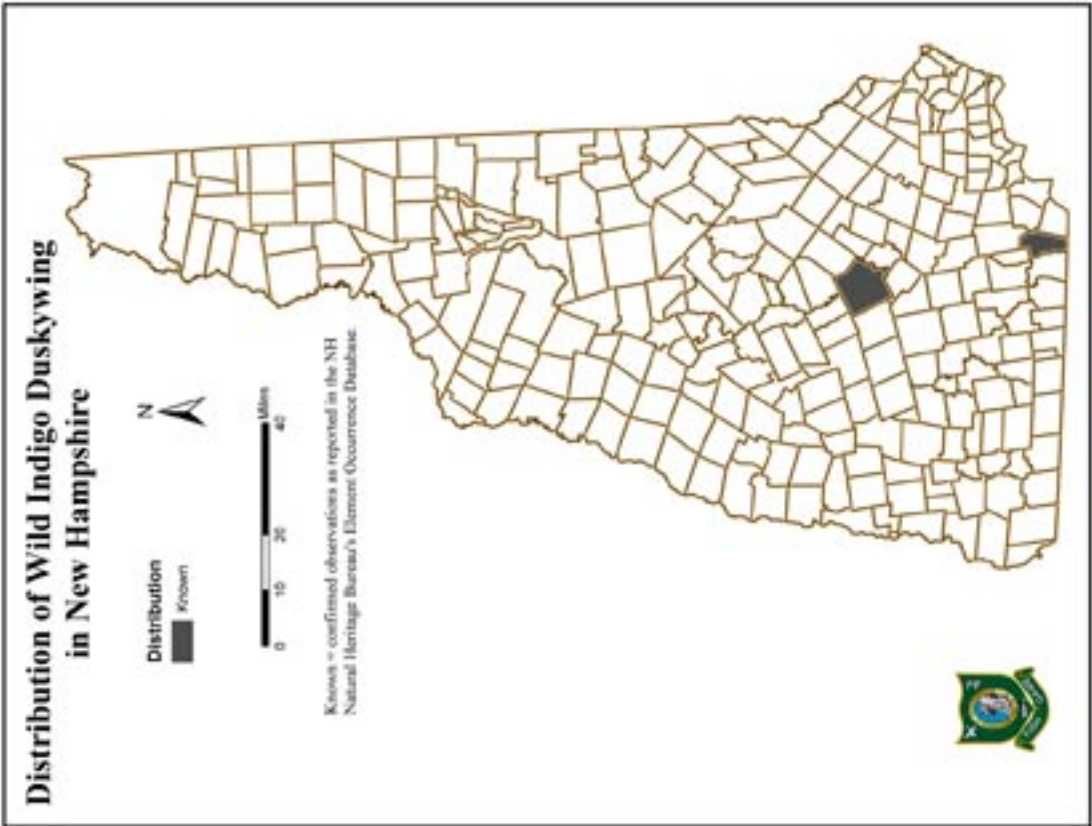 Distribution of Wild Indigo Duskywing
in New Hampshire
N
Distribution
Known
0 10 20 40
Miles
Known = confirmed observations as reported in the NH
Natural Heritage Bureau's Element Occurrence Database.